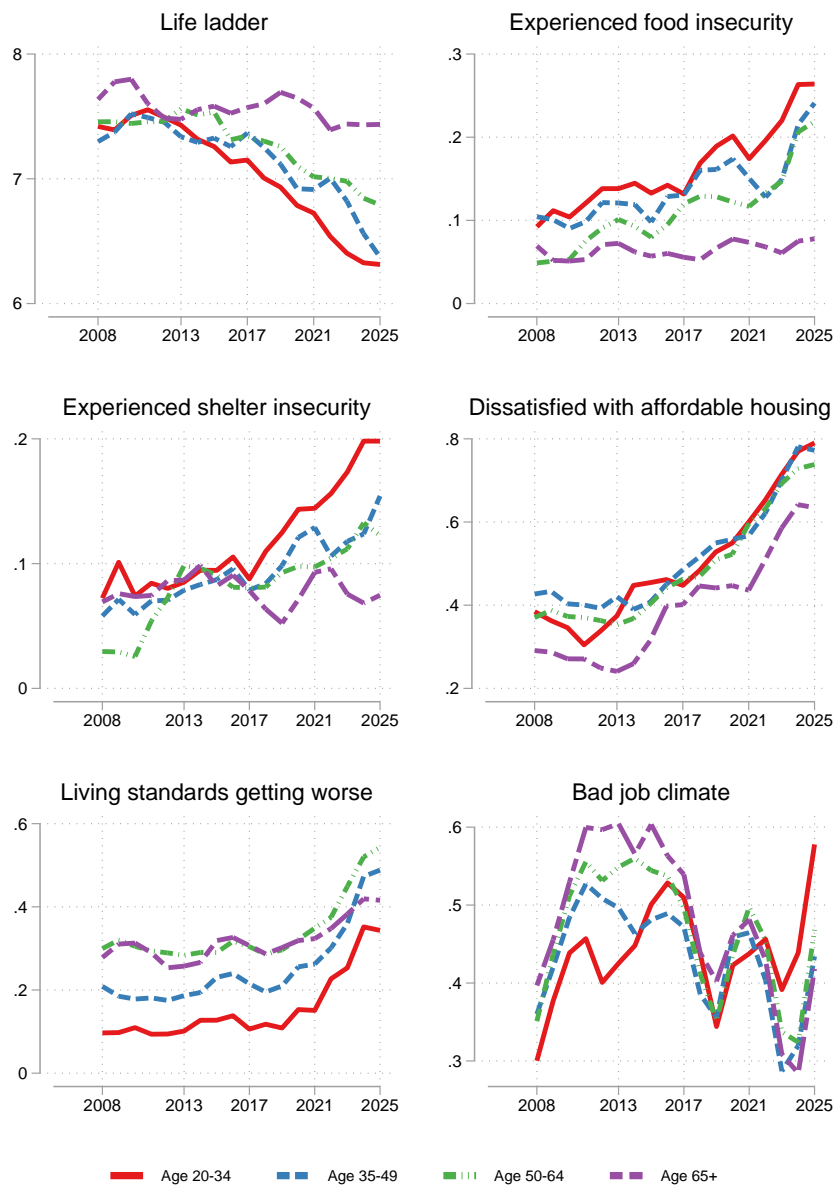 Life ladder
8
7
6
2008 2013 2017 2021 2025
Experienced food insecurity
.3
.2
.1
0
2008 2013 2017 2021 2025
Experienced shelter insecurity
.2
.1
0
2008 2013 2017 2021 2025
Dissatisfied with affordable housing
.8
.6
.4
.2
2008 2013 2017 2021 2025
Living standards getting worse
.6
.4
.2
0
2008 2013 2017 2021 2025
Bad job climate
.6
.5
.4
.3
2008 2013 2017 2021 2025
Age 20-34 Age 35-49 Age 50-64 Age 65+